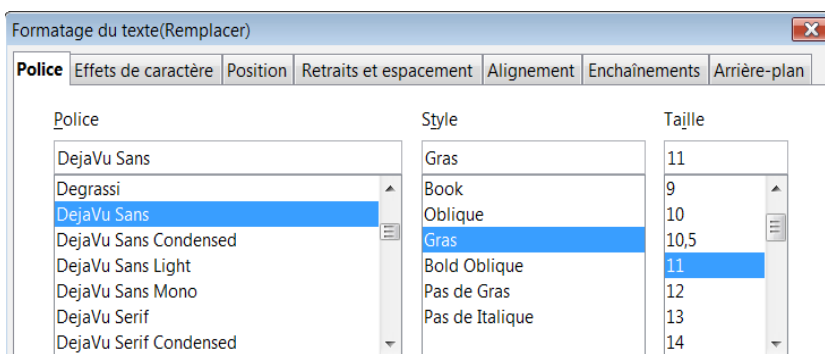 Formatage du texte(Remplacer)
Police Effets de caractère Position Retraits et espacement Alignement Enchaînements Arrière-plan
Police Style Taille
DejaVu Sans Gras 11
Degrassi Book 9
DejaVu Sans Oblique 10
DejaVu Sans Condensed Gras 10,5
DejaVu Sans Light Bold Oblique 11
DejaVu Sans Mono Pas de Gras 12
DejaVu Serif Pas de Italique 13
DejaVu Serif Condensed 14